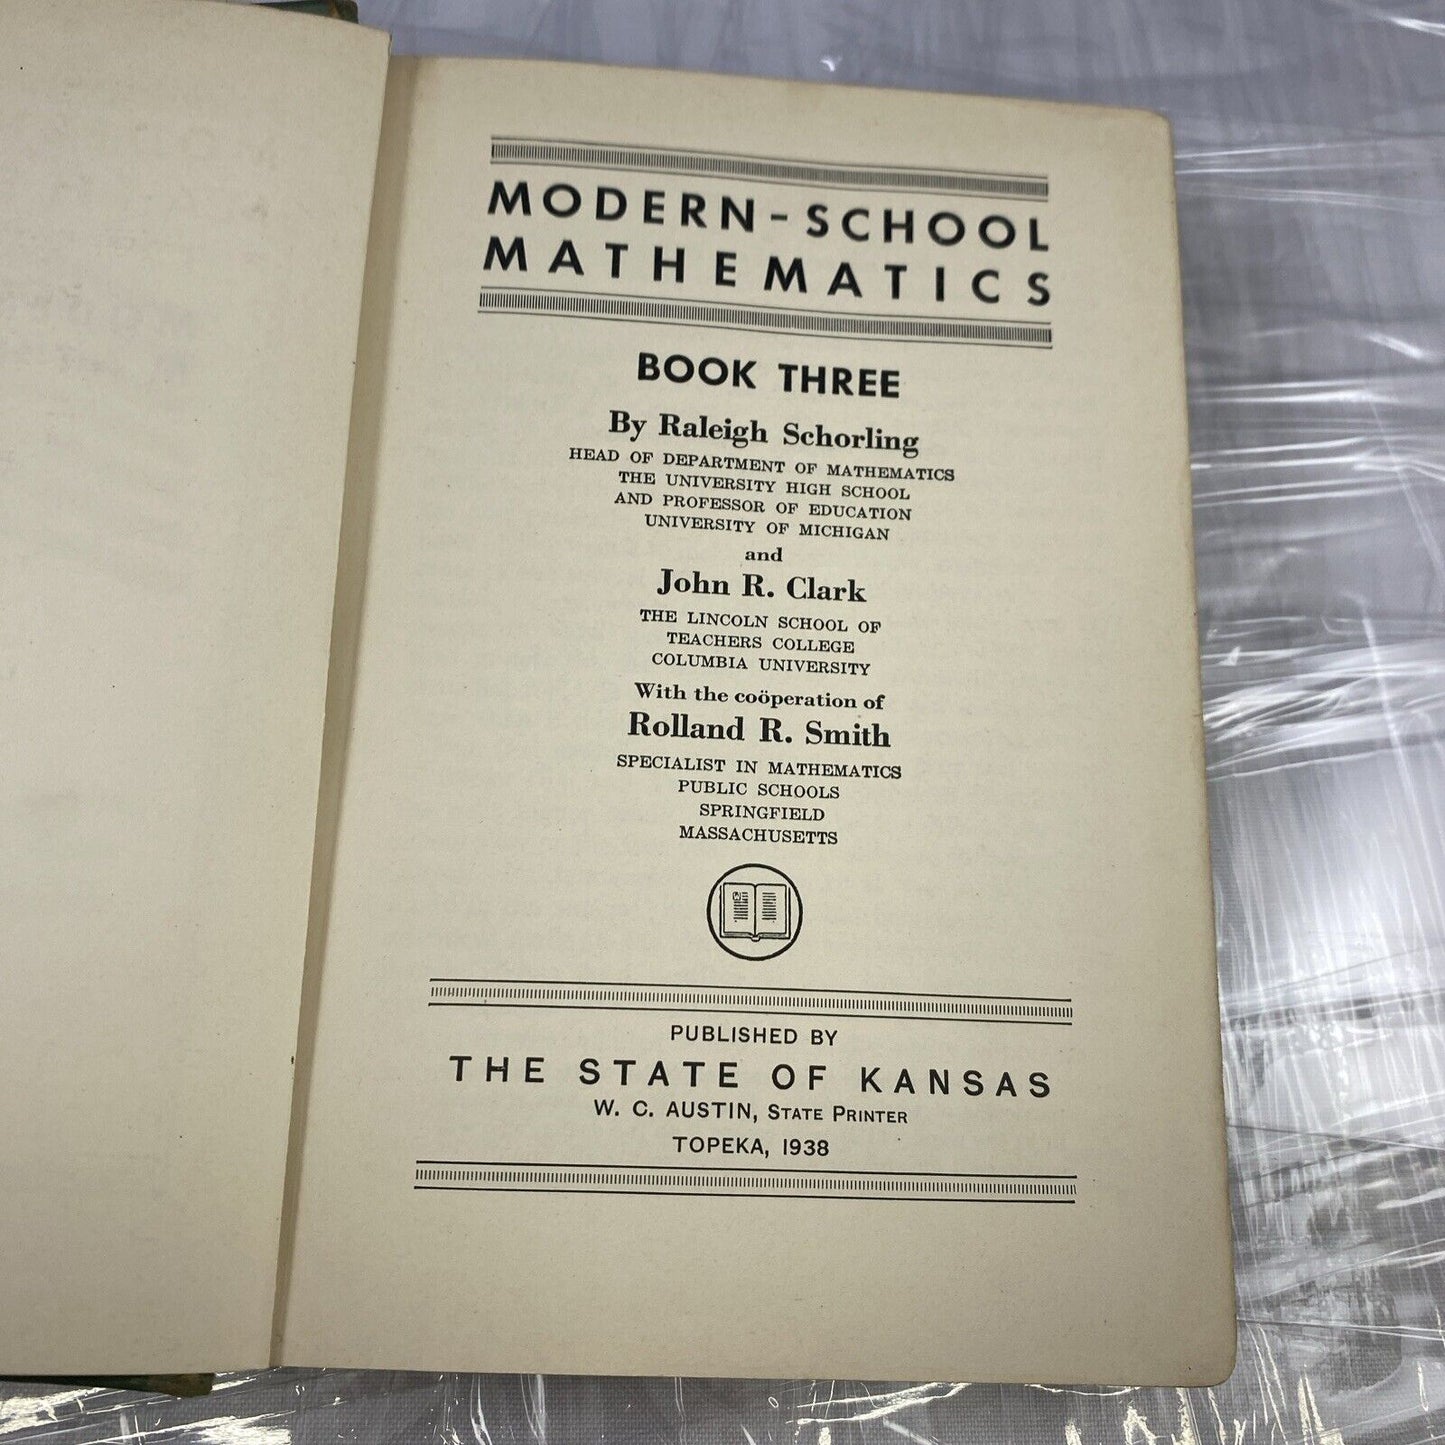 MODERN-SCHOOL
MATHEMATICS
BOOK THREE
By Raleigh Schorling
HEAD OF DEPARTMENT OF MATHEMATICS
THE UNIVERSITY HIGH SCHOOL
AND PROFESSOR OF EDUCATION
UNIVERSITY OF MICHIGAN
and
John R. Clark
THE LINCOLN SCHOOL OF
TEACHERS COLLEGE
COLUMBIA UNIVERSITY
With the coöperation of
Rolland R. Smith
SPECIALIST IN MATHEMATICS
PUBLIC SCHOOLS
SPRINGFIELD
MASSACHUSETTS
PUBLISHED BY
THE STATE OF KANSAS
W. C. AUSTIN, STATE PRINTER
TOPEKA, 1938